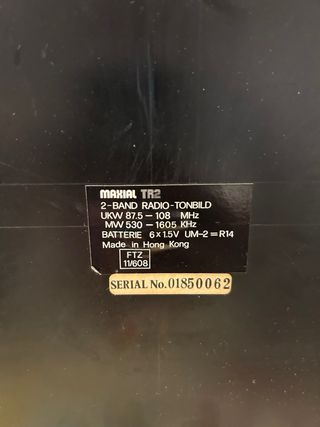 MAXIAL TR2
2-BAND RADIO-TONBILD
UKW 87.5 – 108 MHz
MW 530 – 1605 KHz
BATTERIE 6 x 1.5V UM-2 = R14
Made in Hong Kong
FTZ
11/608
SERIAL No.01850062